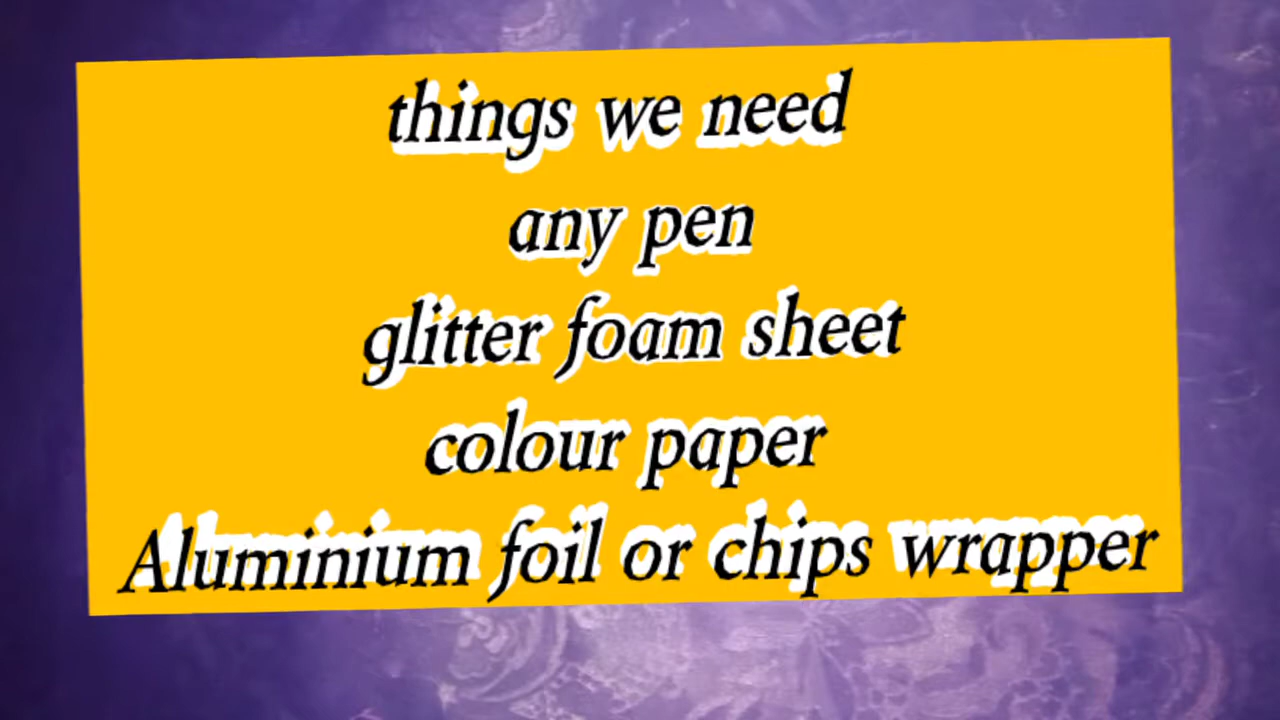 things we need
any pen
glitter foam sheet
colour paper
Aluminium foil or chips wrapper